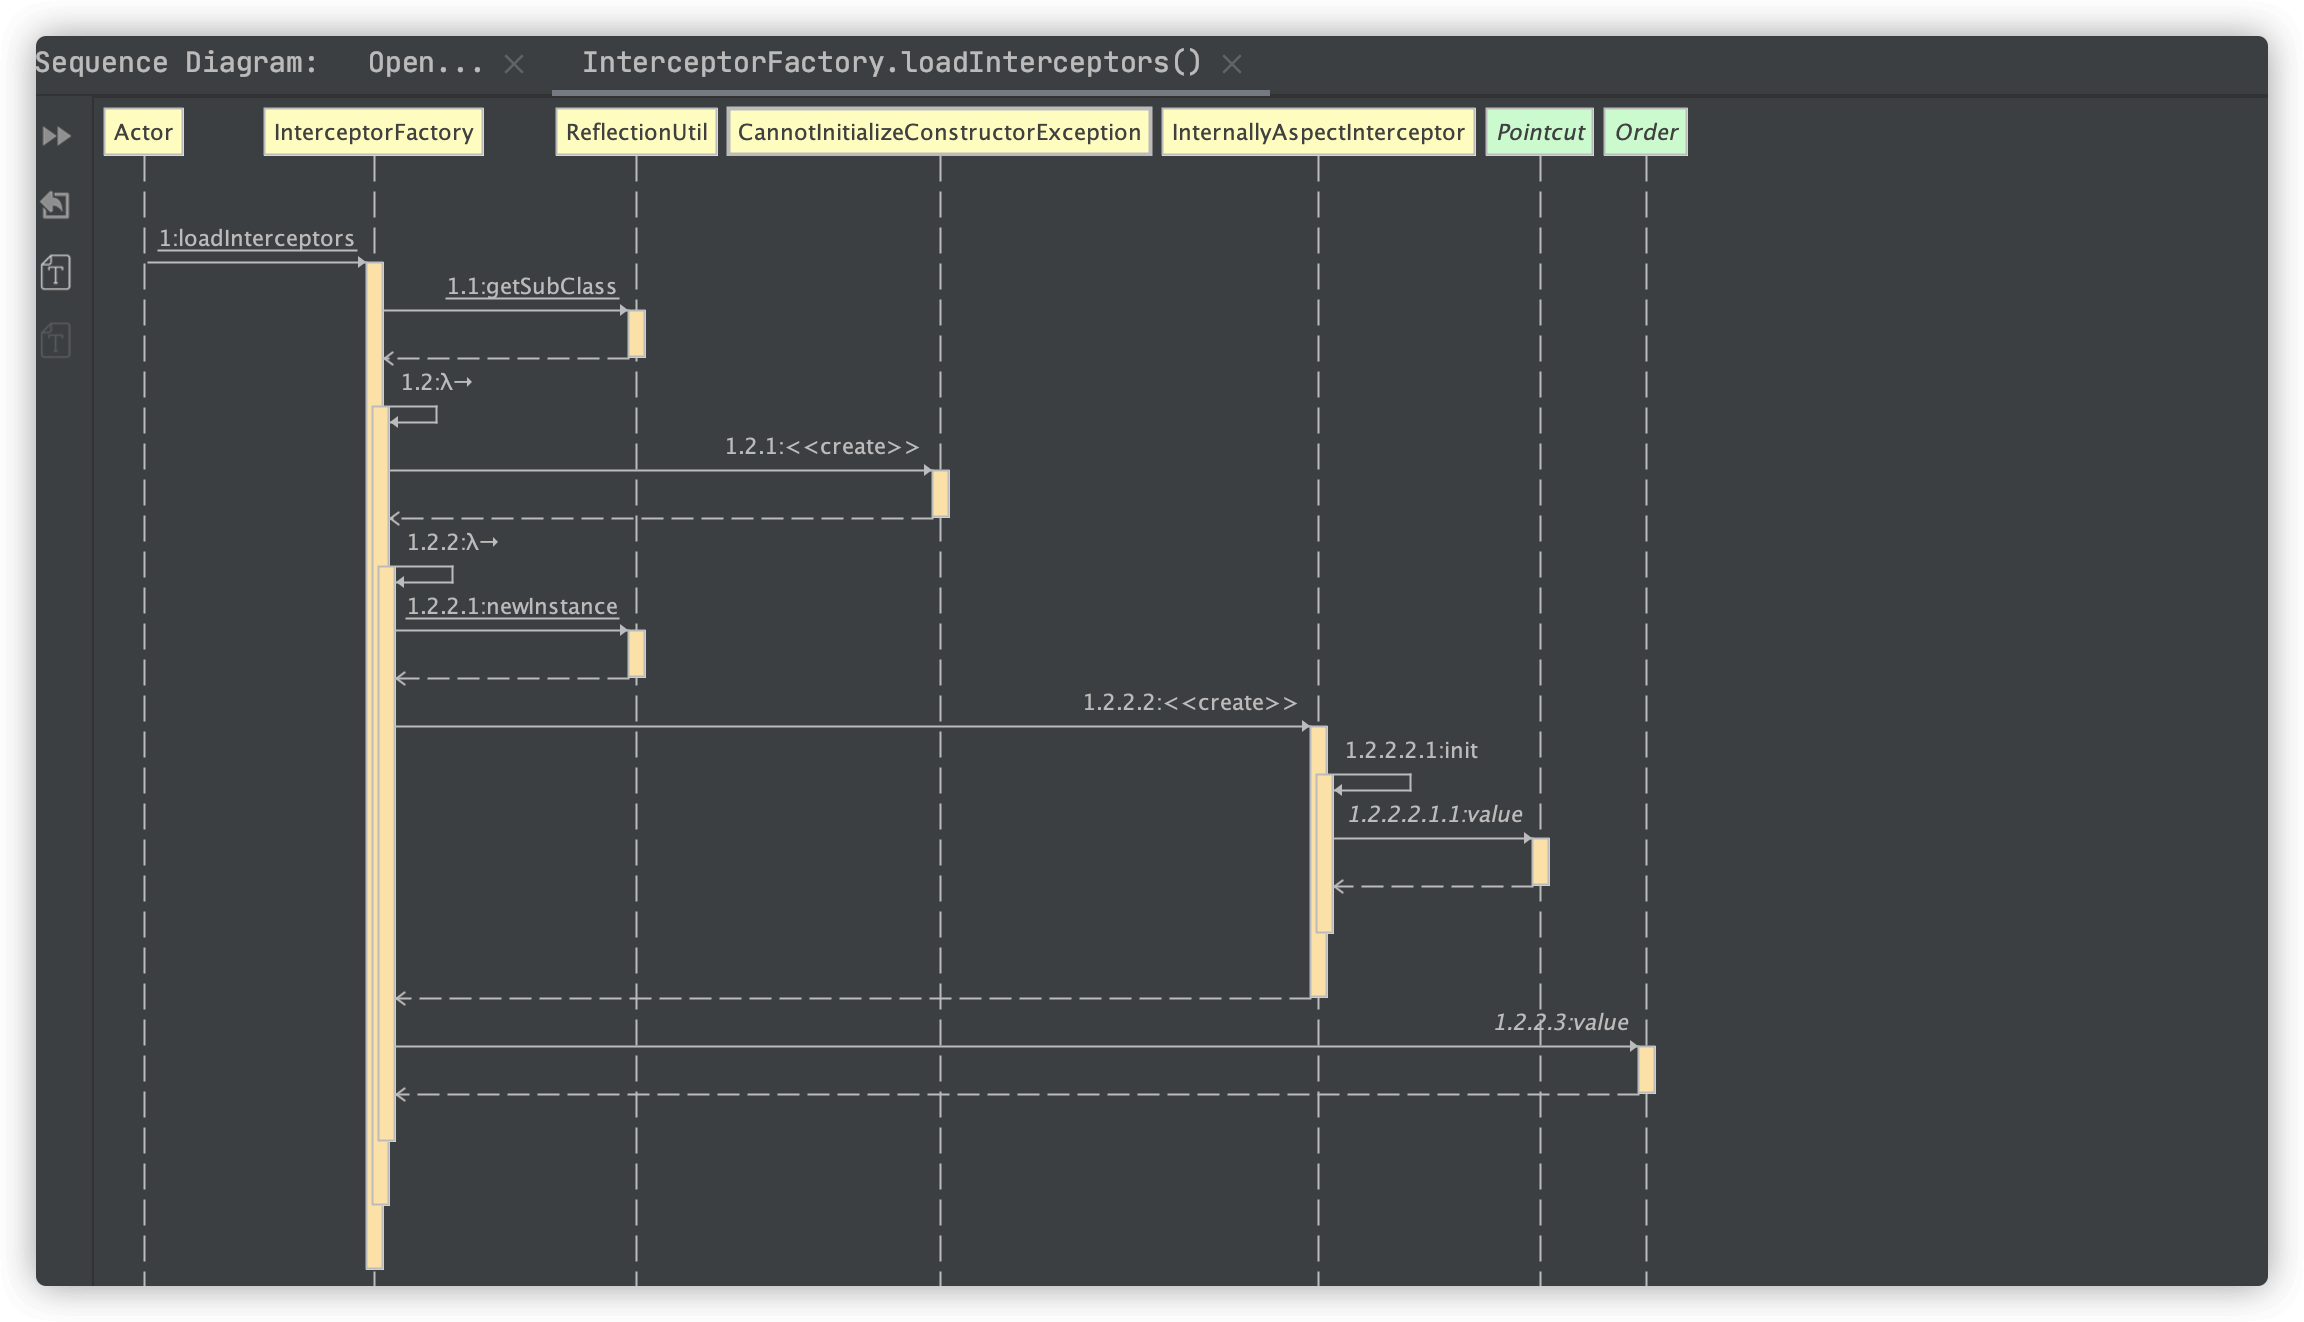 Sequence Diagram: Open... × InterceptorFactory.loadInterceptors() ×
Actor InterceptorFactory ReflectionUtil CannotInitializeConstructorException InternallyAspectInterceptor Pointcut Order
1:loadInterceptors
1.1:getSubClass
1.2:λ→
1.2.1:<<create>>
1.2.2:λ→
1.2.2.1:newInstance
1.2.2.2:<<create>>
1.2.2.2.1:init
1.2.2.2.1.1:value
1.2.2.3:value